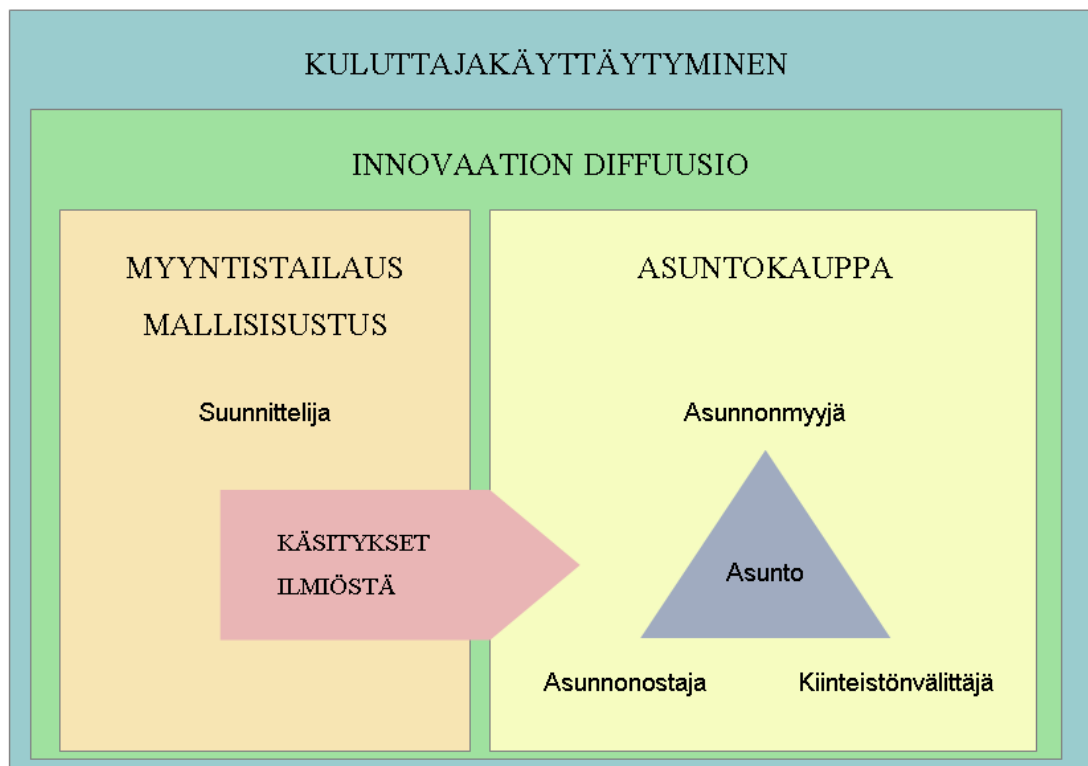 KULUTTAJAKÄYTTÄYTYMINEN
INNOVAATION DIFFUUSIO
MYYNTISTAILAUS
MALLISISUSTUS
Suunnittelija
KÄSITYKSET
ILMIÖSTÄ
ASUNTOKAUPPA
Asunnonmyyjä
Asunto
Asunnonostaja
Kiinteistönvälittäjä